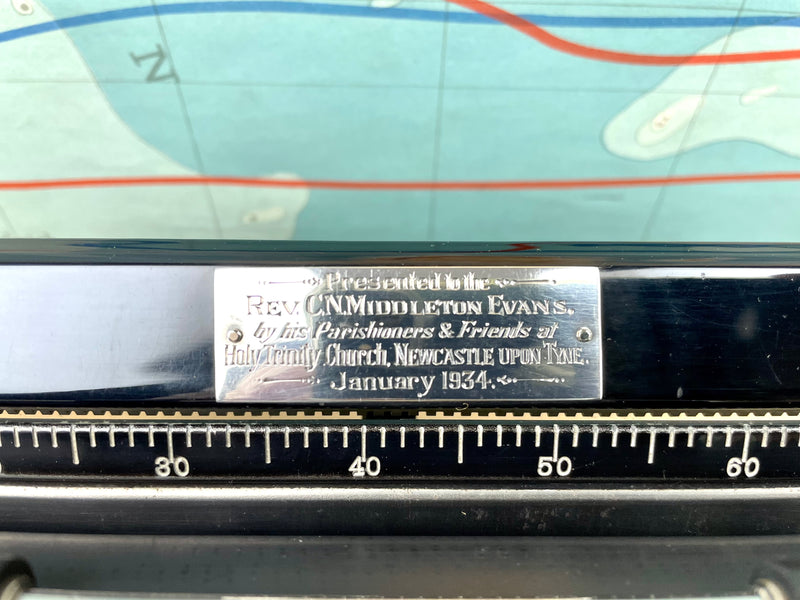 N
Presented to the
REV. C.N. MIDDLETON EVANS,
by his Parishioners & Friends at
Holy Trinity Church, NEWCASTLE UPON TYNE.
January 1934.
30 40 50 60